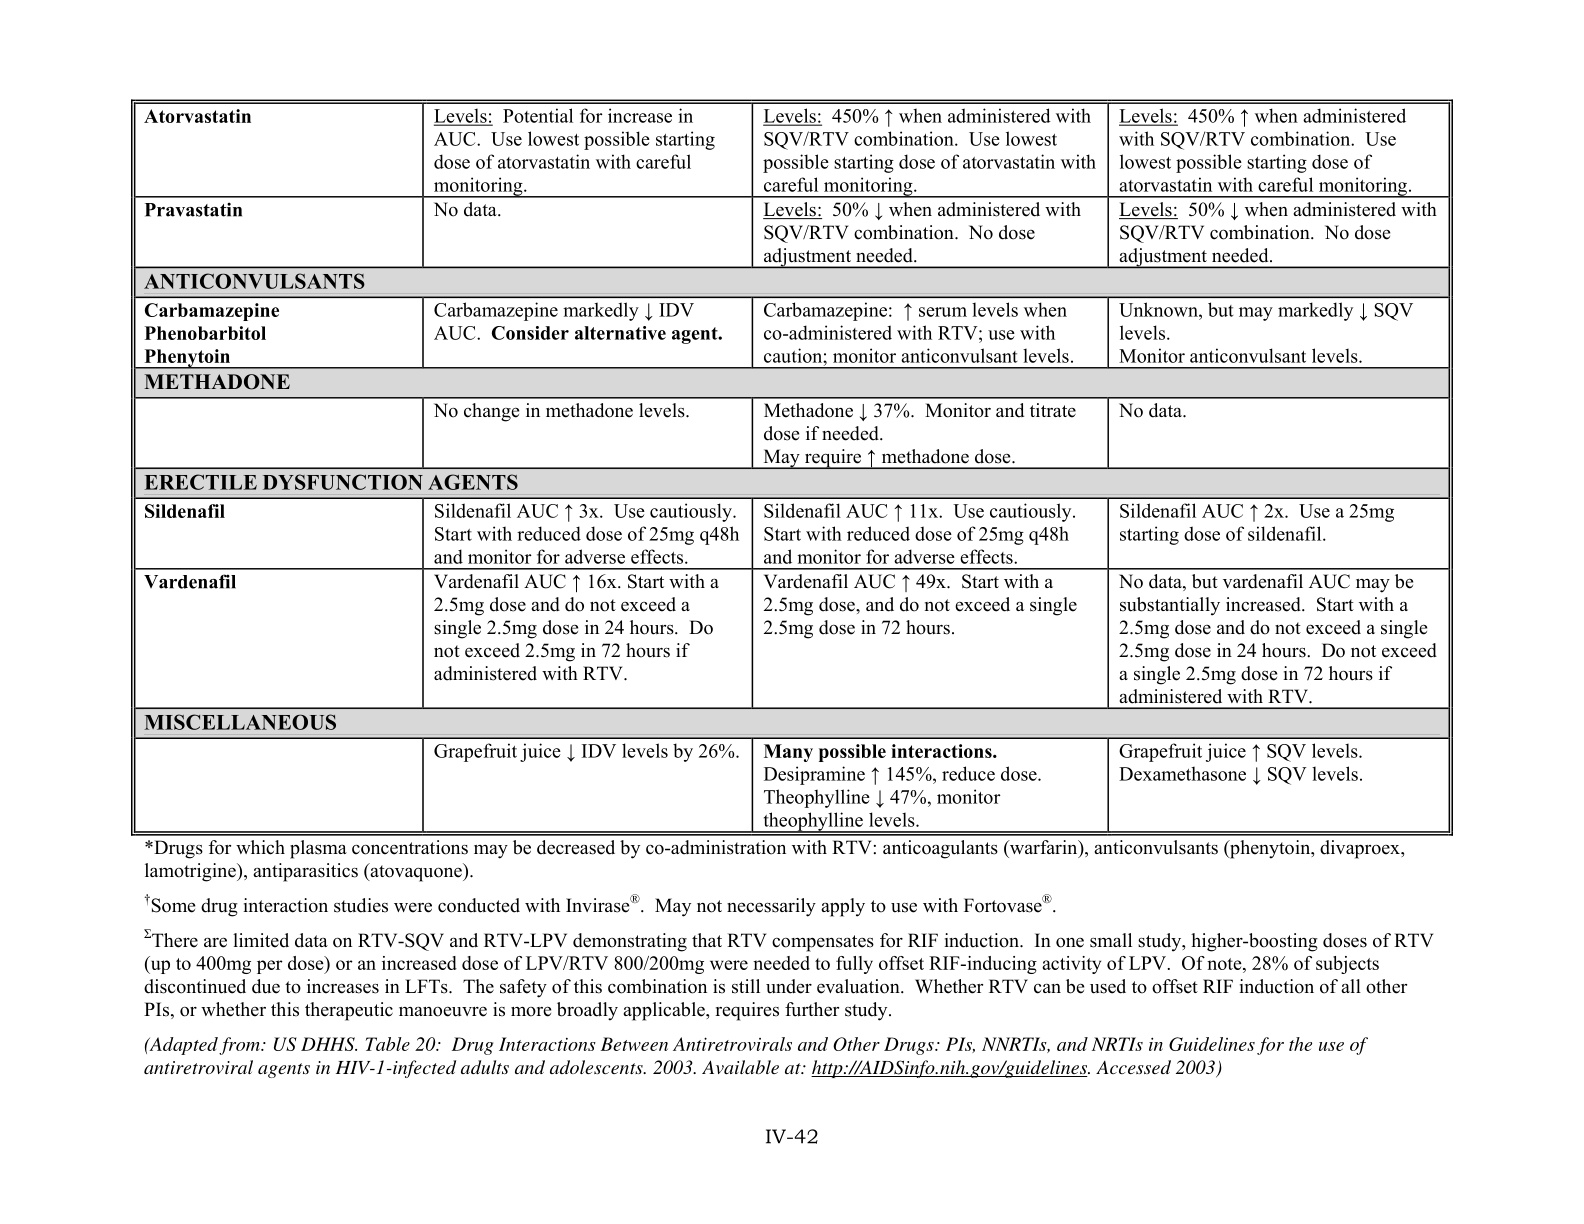 Atorvastatin
Levels: Potential for increase in
AUC. Use lowest possible starting
dose of atorvastatin with careful
monitoring.
Levels: 450% ↑ when administered with
SQV/RTV combination. Use lowest
possible starting dose of atorvastatin with
careful monitoring.
Levels: 450% ↑ when administered
with SQV/RTV combination. Use
lowest possible starting dose of
atorvastatin with careful monitoring.
Pravastatin
No data.
Levels: 50% ↓ when administered with
SQV/RTV combination. No dose
adjustment needed.
Levels: 50% ↓ when administered with
SQV/RTV combination. No dose
adjustment needed.
ANTICONVULSANTS
Carbamazepine
Phenobarbitol
Phenytoin
Carbamazepine markedly ↓ IDV
AUC. Consider alternative agent.
Carbamazepine: ↑ serum levels when
co-administered with RTV; use with
caution; monitor anticonvulsant levels.
Unknown, but may markedly ↓ SQV
levels.
Monitor anticonvulsant levels.
METHADONE
No change in methadone levels.
Methadone ↓ 37%. Monitor and titrate
dose if needed.
May require ↑ methadone dose.
No data.
ERECTILE DYSFUNCTION AGENTS
Sildenafil
Sildenafil AUC ↑ 3x. Use cautiously.
Start with reduced dose of 25mg q48h
and monitor for adverse effects.
Sildenafil AUC ↑ 11x. Use cautiously.
Start with reduced dose of 25mg q48h
and monitor for adverse effects.
Sildenafil AUC ↑ 2x. Use a 25mg
starting dose of sildenafil.
Vardenafil
Vardenafil AUC ↑ 16x. Start with a
2.5mg dose and do not exceed a
single 2.5mg dose in 24 hours. Do
not exceed 2.5mg in 72 hours if
administered with RTV.
Vardenafil AUC ↑ 49x. Start with a
2.5mg dose, and do not exceed a single
2.5mg dose in 72 hours.
No data, but vardenafil AUC may be
substantially increased. Start with a
2.5mg dose and do not exceed a single
2.5mg dose in 24 hours. Do not exceed
a single 2.5mg dose in 72 hours if
administered with RTV.
MISCELLANEOUS
Grapefruit juice ↓ IDV levels by 26%.
Many possible interactions.
Desipramine ↑ 145%, reduce dose.
Theophylline ↓ 47%, monitor
theophylline levels.
Grapefruit juice ↑ SQV levels.
Dexamethasone ↓ SQV levels.
*Drugs for which plasma concentrations may be decreased by co-administration with RTV: anticoagulants (warfarin), anticonvulsants (phenytoin, divaproex,
lamotrigine), antiparasitics (atovaquone).
†Some drug interaction studies were conducted with Invirase®. May not necessarily apply to use with Fortovase®.
ΣThere are limited data on RTV-SQV and RTV-LPV demonstrating that RTV compensates for RIF induction. In one small study, higher-boosting doses of RTV
(up to 400mg per dose) or an increased dose of LPV/RTV 800/200mg were needed to fully offset RIF-inducing activity of LPV. Of note, 28% of subjects
discontinued due to increases in LFTs. The safety of this combination is still under evaluation. Whether RTV can be used to offset RIF induction of all other
PIs, or whether this therapeutic manoeuvre is more broadly applicable, requires further study.
(Adapted from: US DHHS. Table 20: Drug Interactions Between Antiretrovirals and Other Drugs: PIs, NNRTIs, and NRTIs in Guidelines for the use of
antiretroviral agents in HIV-1-infected adults and adolescents. 2003. Available at: http://AIDSinfo.nih.gov/guidelines. Accessed 2003)
IV-42